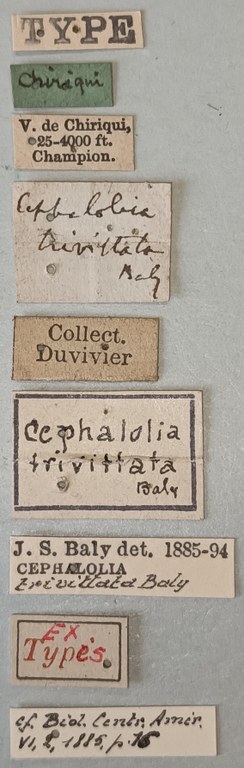 T.Y.P.E
Chiriqui
V. de Chiriqui,
25-4000 ft.
Champion.
Cephalolia
trivittata
Baly
Collect.
Duvivier
Cephalolia
trivittata
Baly
J. S. Baly det. 1885-94
CEPHALOLIA
trivittata Baly
EX
Types.
cf. Biol. Centr. Amer.
VI, 2, 1885, p. 16